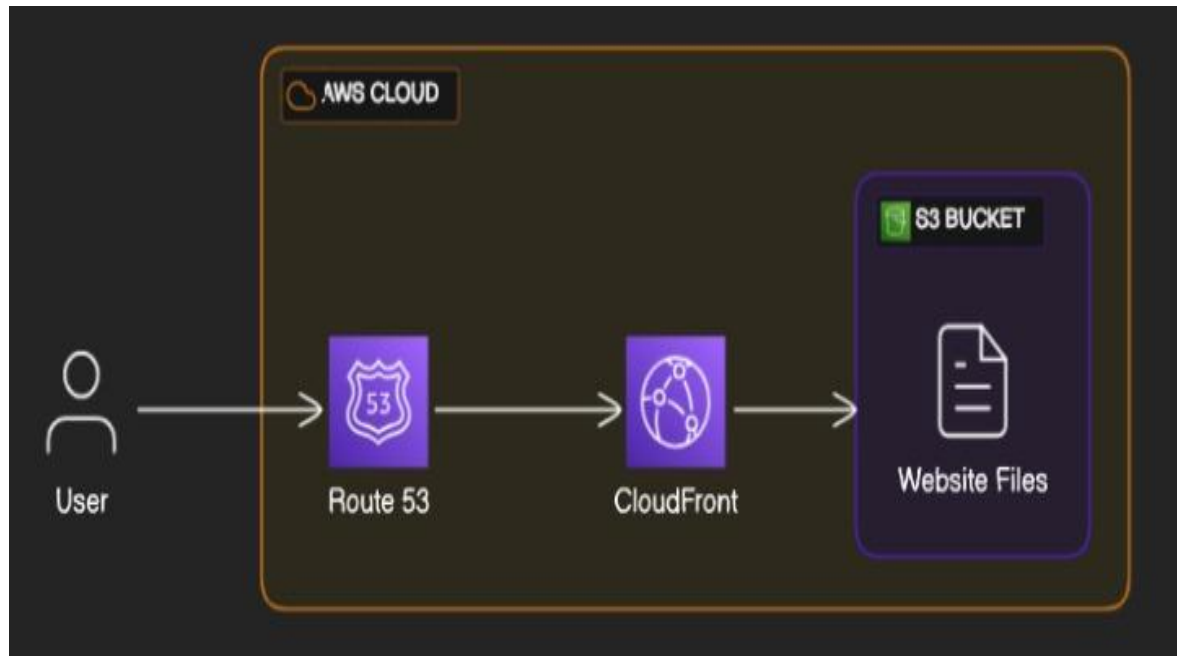 AWS CLOUD
S3 BUCKET
53
User
Route 53
CloudFront
Website Files